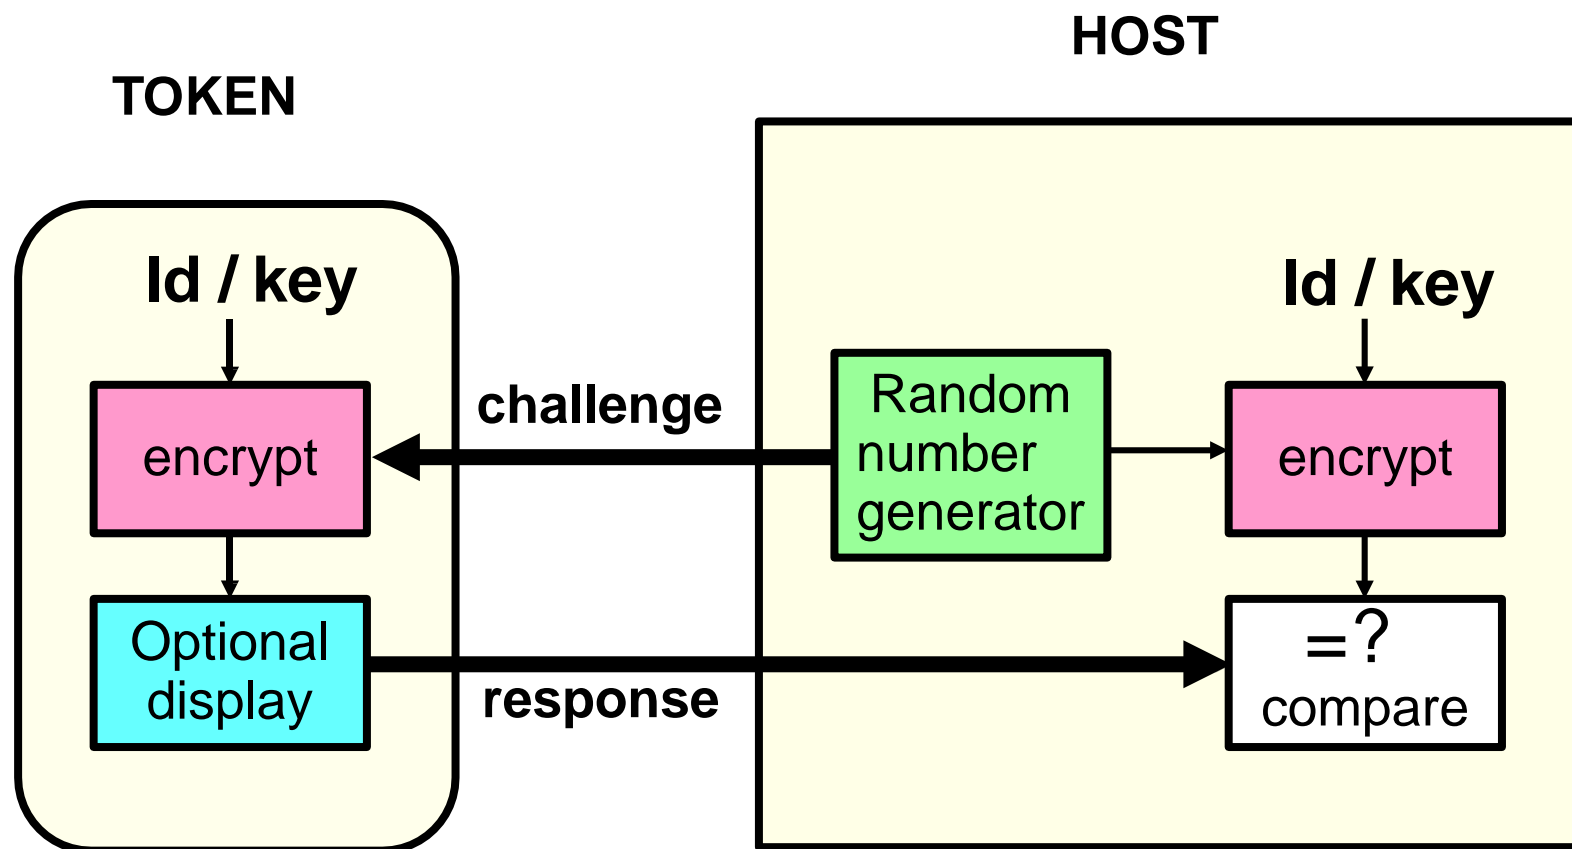 HOST
TOKEN
Id / key
Id / key
challenge
Random
number
generator
encrypt
encrypt
Optional
display
response
=?
compare